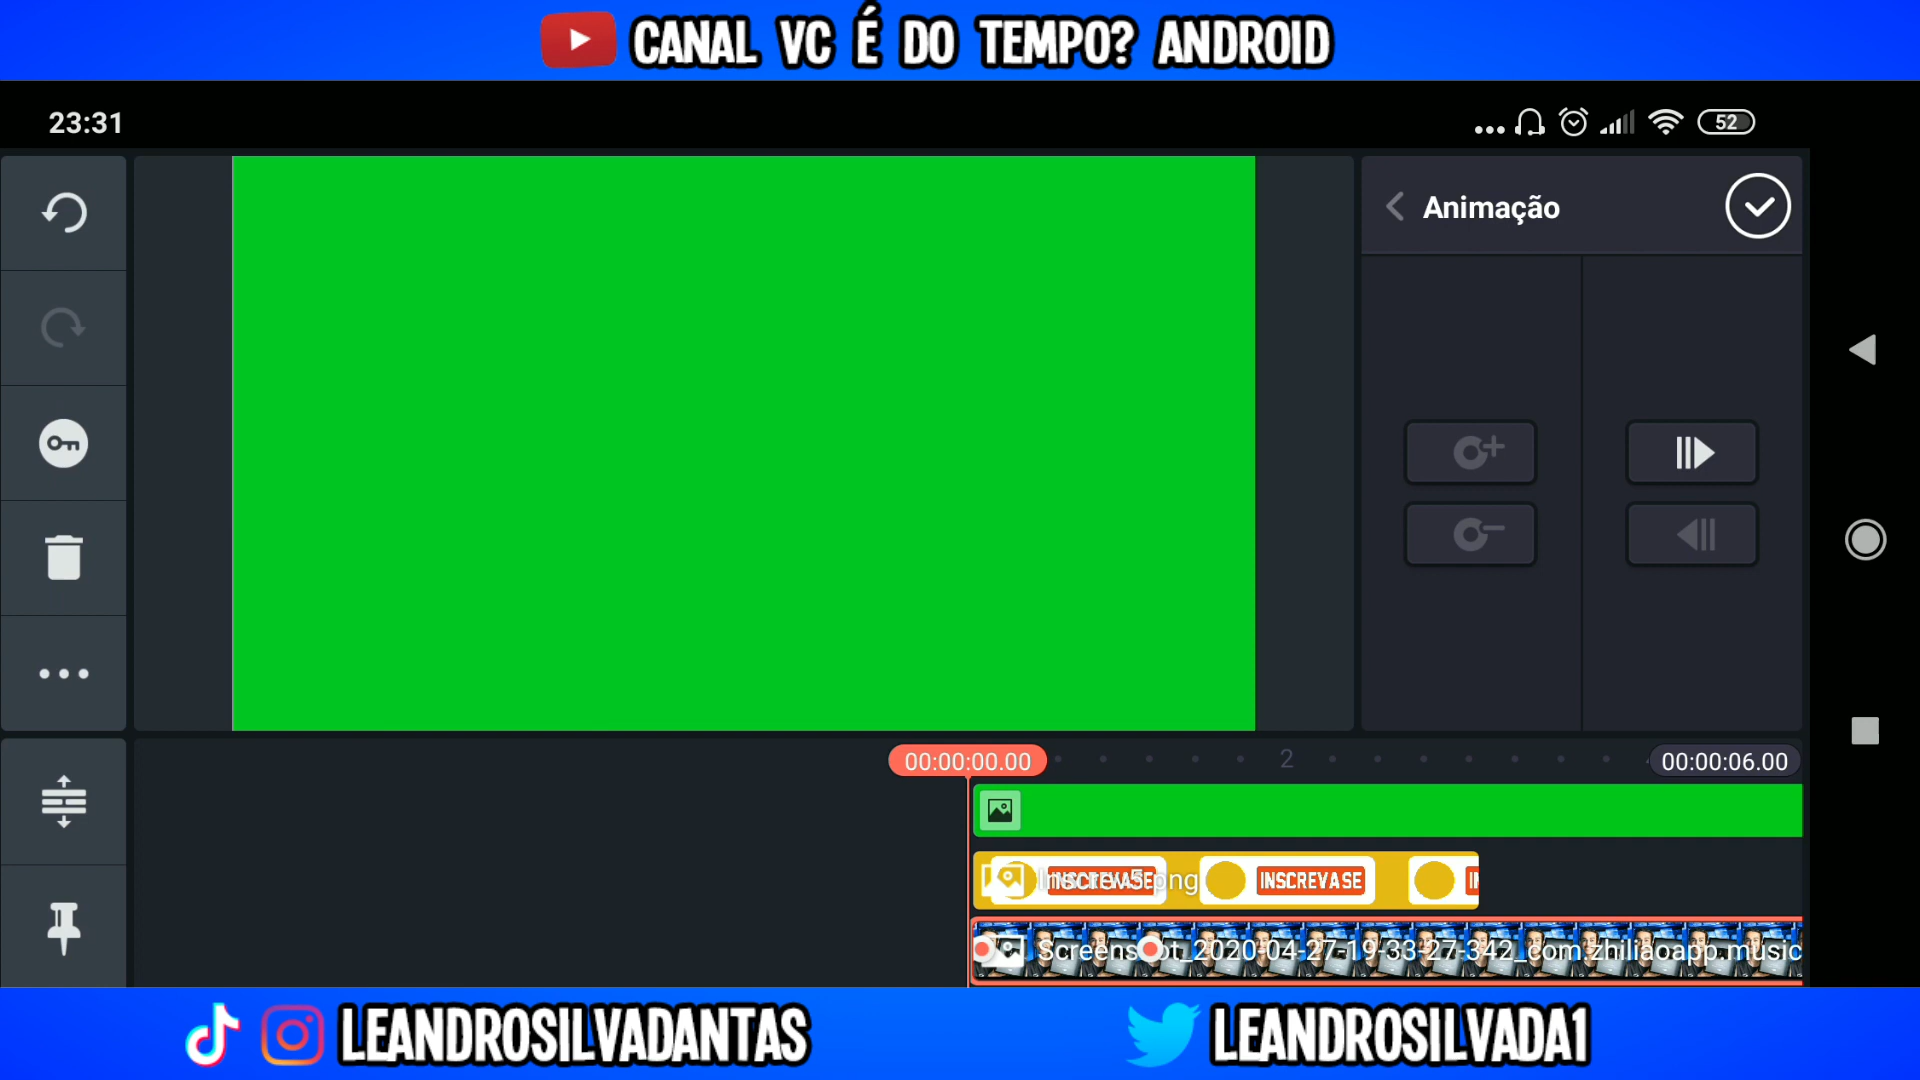 CANAL VC É DO TEMPO? ANDROID
23:31
52
Animação
00:00:00.00
2
00:00:06.00
INSCREVASE
INSCREVASE
Screenshot_2020-04-27-19-33-27-342_com.zhiliaoapp.music
LEANDROSILVADANTAS
LEANDROSILVADA1